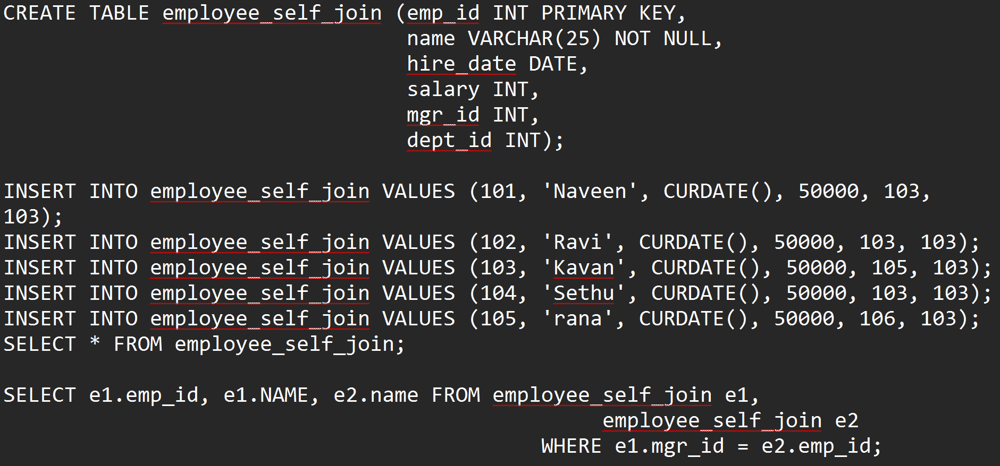 CREATE TABLE employee_self_join (emp_id INT PRIMARY KEY,
name VARCHAR(25) NOT NULL,
hire_date DATE,
salary INT,
mgr_id INT,
dept_id INT);
INSERT INTO employee_self_join VALUES (101, 'Naveen', CURDATE(), 50000, 103,
103);
INSERT INTO employee_self_join VALUES (102, 'Ravi', CURDATE(), 50000, 103, 103);
INSERT INTO employee_self_join VALUES (103, 'Kavan', CURDATE(), 50000, 105, 103);
INSERT INTO employee_self_join VALUES (104, 'Sethu', CURDATE(), 50000, 103, 103);
INSERT INTO employee_self_join VALUES (105, 'rana', CURDATE(), 50000, 106, 103);
SELECT * FROM employee_self_join;
SELECT e1.emp_id, e1.NAME, e2.name FROM employee_self_join e1,
employee_self_join e2
WHERE e1.mgr_id = e2.emp_id;